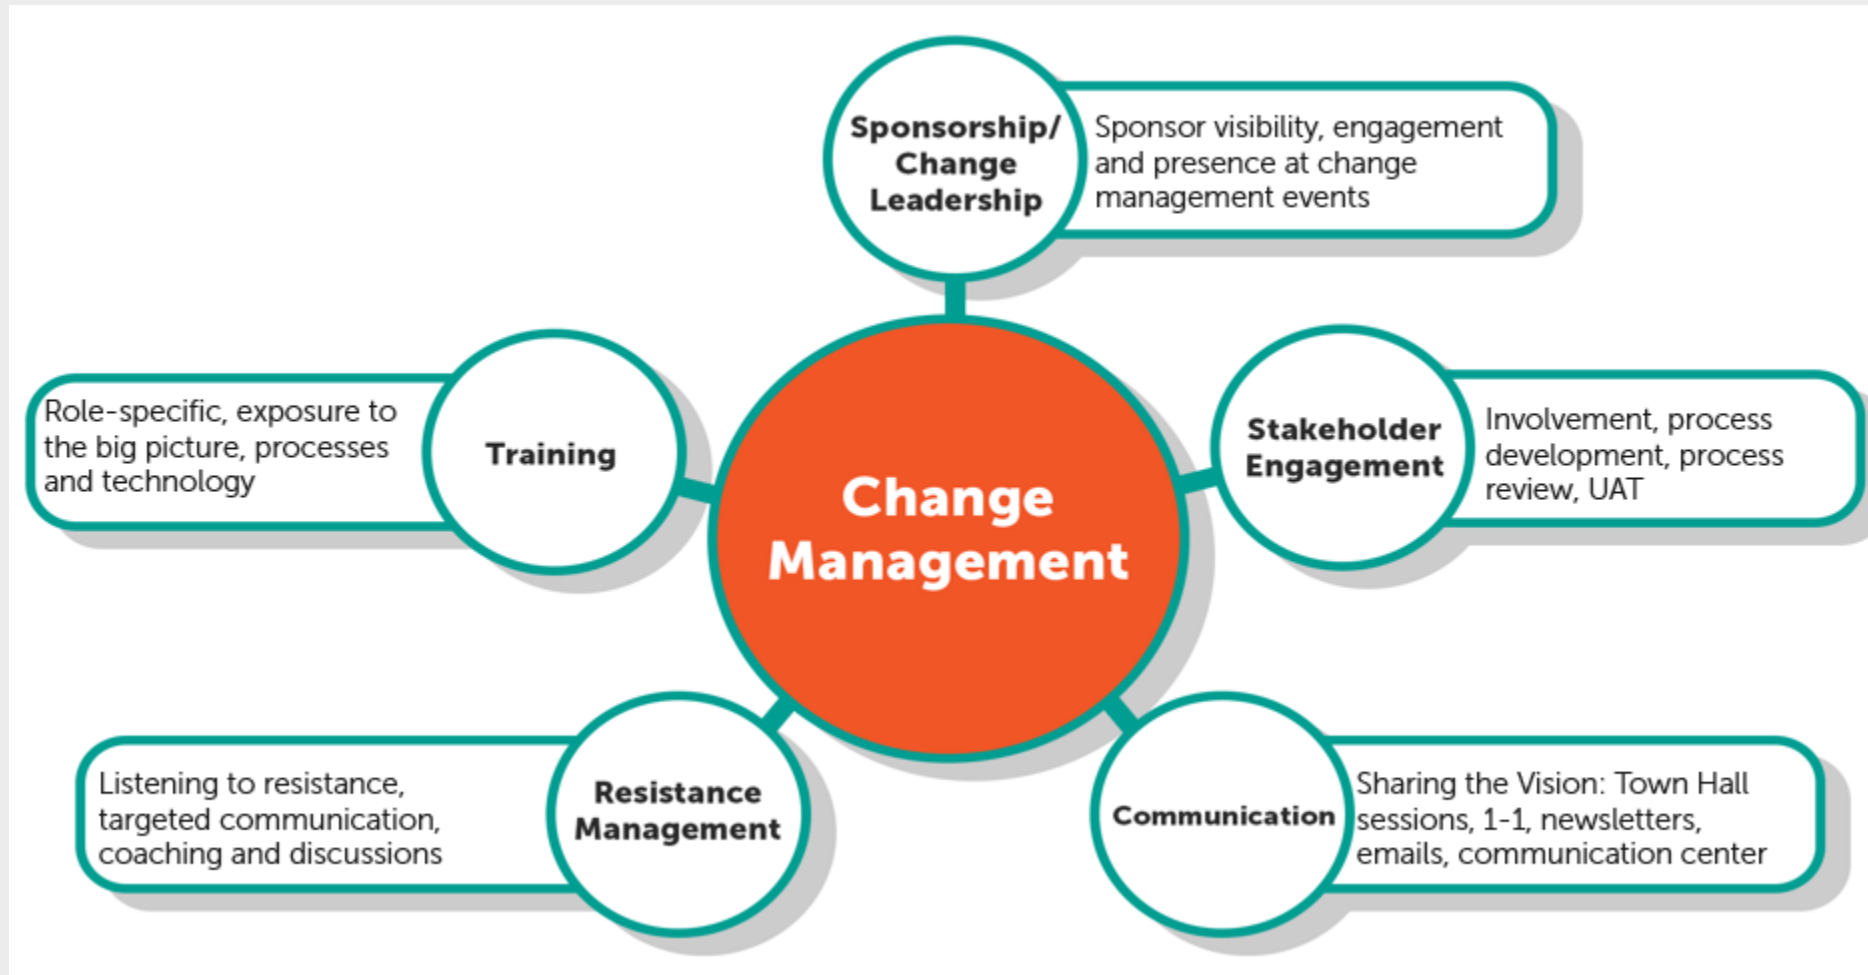 Sponsorship/
Change
Leadership
Sponsor visibility, engagement
and presence at change
management events
Role-specific, exposure to
the big picture, processes
and technology
Training
Change
Management
Stakeholder
Engagement
Involvement, process
development, process
review, UAT
Listening to resistance,
targeted communication,
coaching and discussions
Resistance
Management
Communication
Sharing the Vision: Town Hall
sessions, 1-1, newsletters,
emails, communication center